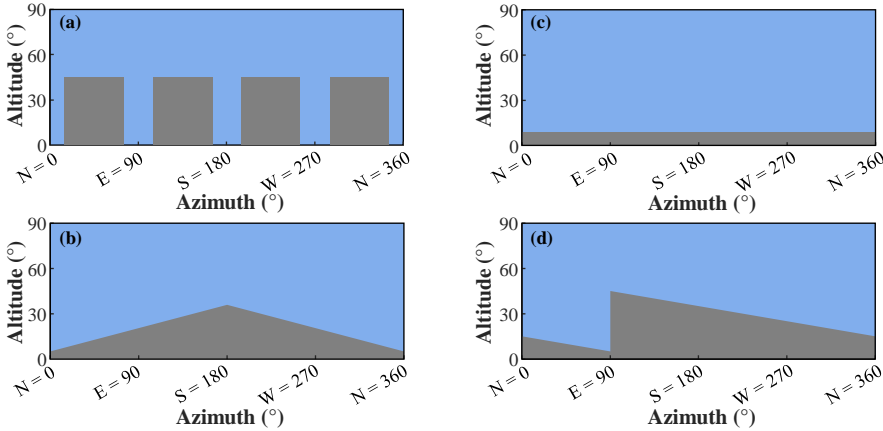 (a)
90
60
30
0
Altitude (°)
N = 0
E = 90
S = 180
W = 270
N = 360
Azimuth (°)
(c)
90
60
30
0
Altitude (°)
N = 0
E = 90
S = 180
W = 270
N = 360
Azimuth (°)
(b)
90
60
30
0
Altitude (°)
N = 0
E = 90
S = 180
W = 270
N = 360
Azimuth (°)
(d)
90
60
30
0
Altitude (°)
N = 0
E = 90
S = 180
W = 270
N = 360
Azimuth (°)